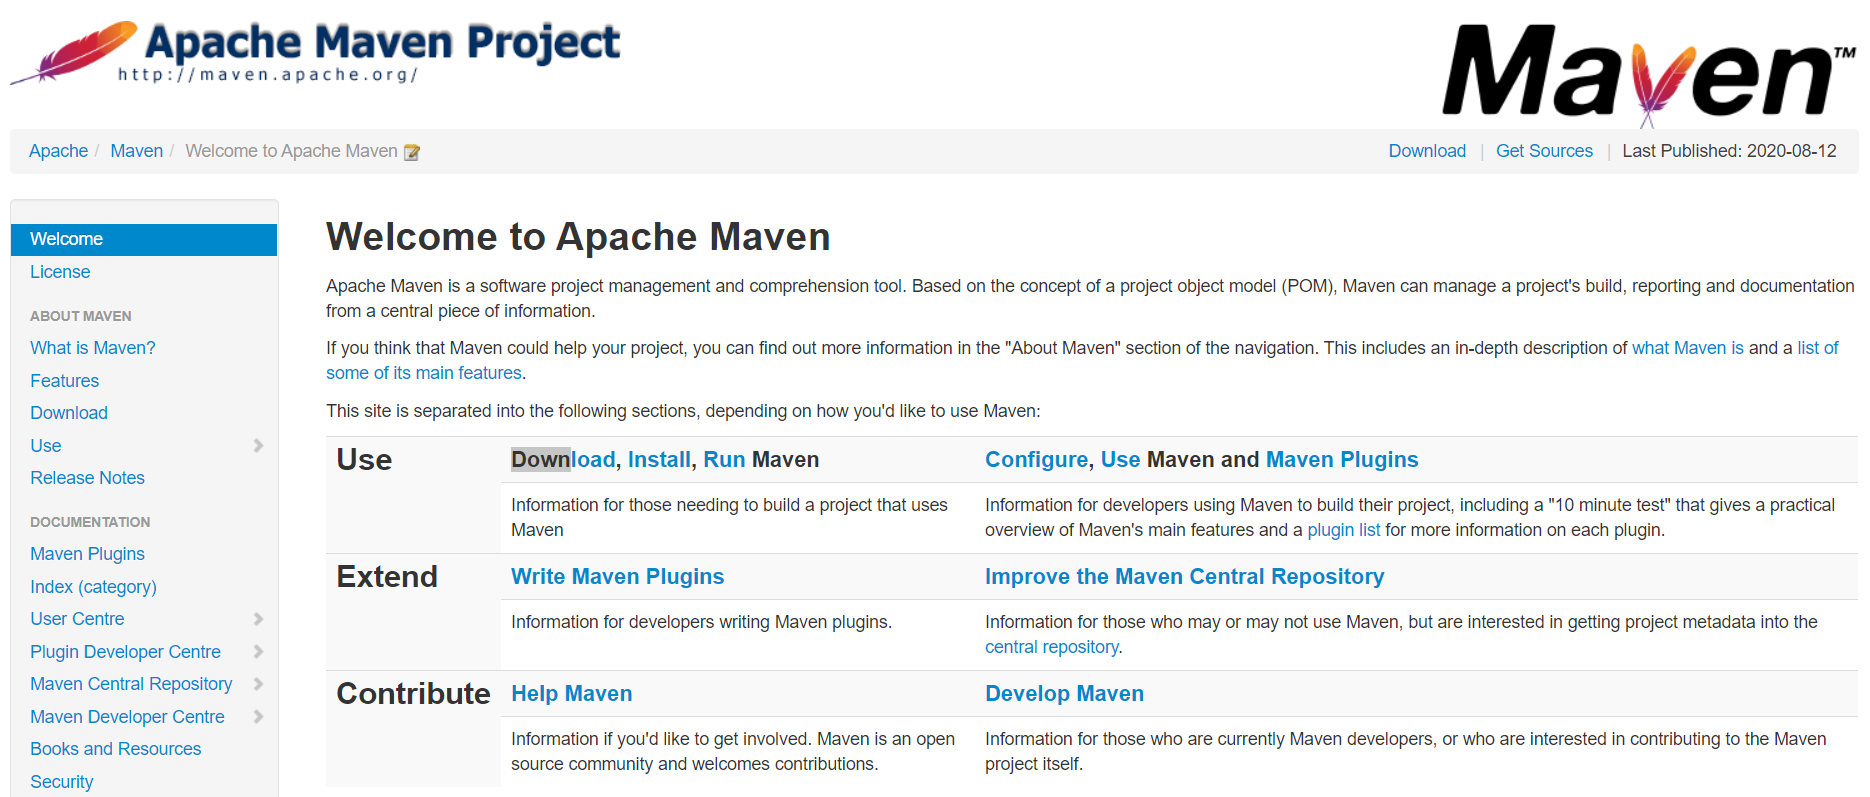 Apache Maven Project
http://maven.apache.org/
Maven™
Apache / Maven / Welcome to Apache Maven
Download | Get Sources | Last Published: 2020-08-12
Welcome
License
ABOUT MAVEN
What is Maven?
Features
Download
Use
Release Notes
DOCUMENTATION
Maven Plugins
Index (category)
User Centre
Plugin Developer Centre
Maven Central Repository
Maven Developer Centre
Books and Resources
Security
Welcome to Apache Maven
Apache Maven is a software project management and comprehension tool. Based on the concept of a project object model (POM), Maven can manage a project's build, reporting and documentation
from a central piece of information.
If you think that Maven could help your project, you can find out more information in the "About Maven" section of the navigation. This includes an in-depth description of what Maven is and a list of
some of its main features.
This site is separated into the following sections, depending on how you'd like to use Maven:
Use
Download, Install, Run Maven
Information for those needing to build a project that uses
Maven
Configure, Use Maven and Maven Plugins
Information for developers using Maven to build their project, including a "10 minute test" that gives a practical
overview of Maven's main features and a plugin list for more information on each plugin.
Extend
Write Maven Plugins
Information for developers writing Maven plugins.
Improve the Maven Central Repository
Information for those who may or may not use Maven, but are interested in getting project metadata into the
central repository.
Contribute
Help Maven
Information if you'd like to get involved. Maven is an open
source community and welcomes contributions.
Develop Maven
Information for those who are currently Maven developers, or who are interested in contributing to the Maven
project itself.